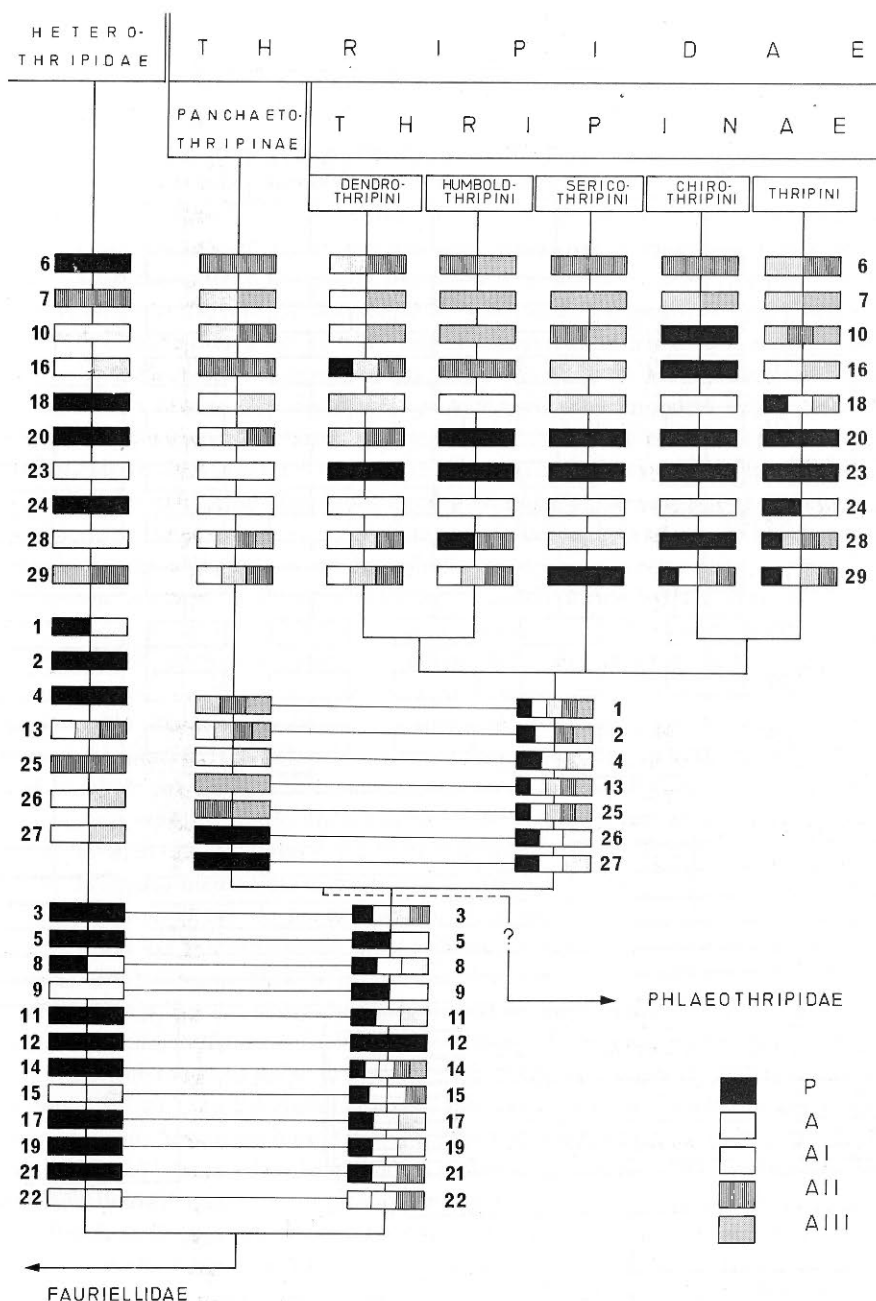 HETERO-
THRIPIDAE
THRIPIDAE
PANCHAETO-
THRIPINAE
THRIPINAE
DENDRO-
THRIPINI
HUMBOLD-
THRIPINI
SERICO-
THRIPINI
CHIRO-
THRIPINI
THRIPINI
6 6
7 7
10 10
16 16
18 18
20 20
23 23
24 24
28 28
29 29
1
2
4
13
25
26
27
1
2
4
13
25
26
27
3 3
5 5
8 8
9 9
11 11
12 12
14 14
15 15
17 17
19 19
21 21
22 22
?
PHLAEOTHRIPIDAE
P
A
AI
AII
AIII
FAURIELLIDAE